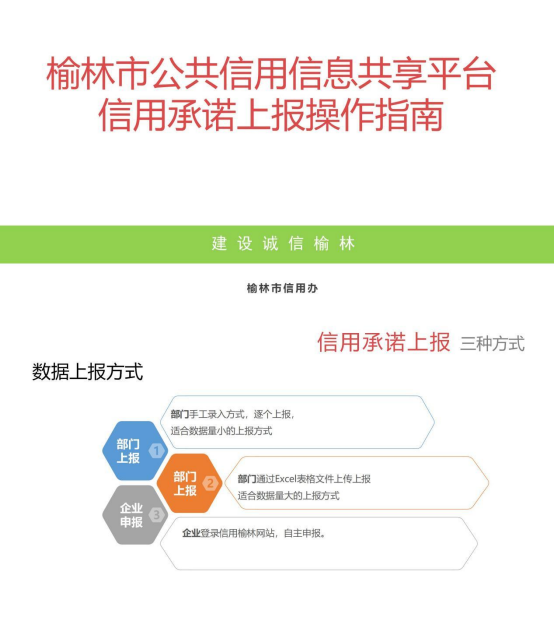 榆林市公共信用信息共享平台
信用承诺上报操作指南
建设诚信榆林
榆林市信用办
信用承诺上报 三种方式
数据上报方式
部门手工录入方式，逐个上报，
适合数据量小的上报方式
部门
上报
1
部门通过Excel表格文件上传上报
适合数据量大的上报方式
部门
上报
2
企业
申报
3
企业登录信用榆林网站，自主申报。